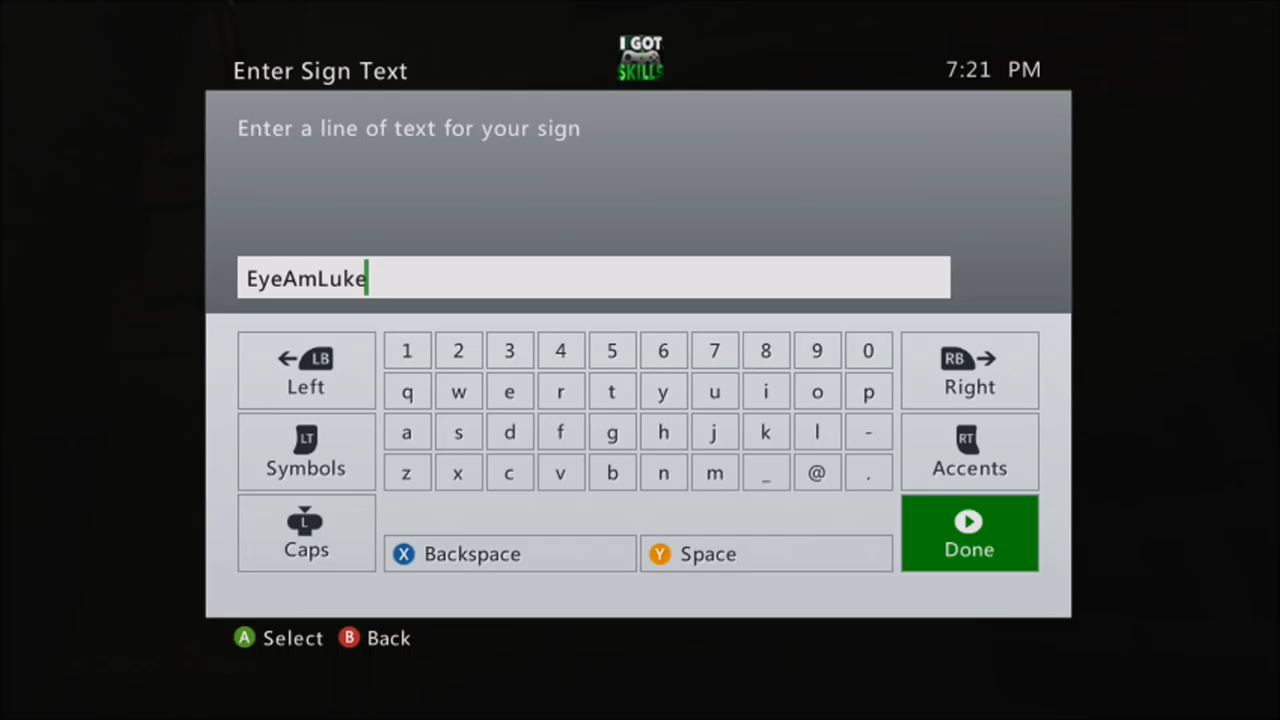 I GOT
SKILLS
Enter Sign Text
7:21 PM
Enter a line of text for your sign
EyeAmLuke
LB
Left
1 2 3 4 5 6 7 8 9 0
RB
Right
q w e r t y u i o p
LT
Symbols
a s d f g h j k l -
RT
Accents
z x c v b n m _ @ .
L
Caps
X Backspace
Y Space
Done
A Select B Back